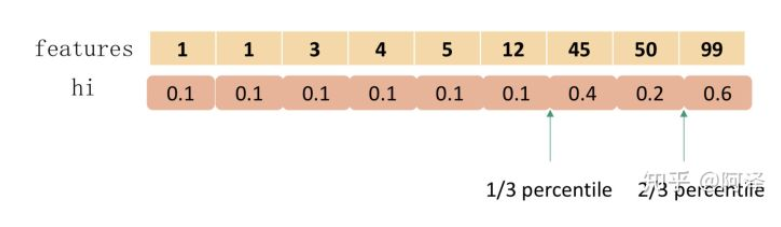 features 1 1 3 4 5 12 45 50 99
hi 0.1 0.1 0.1 0.1 0.1 0.1 0.4 0.2 0.6
1/3 percentile 2/3 percentile
知乎 @阿泽